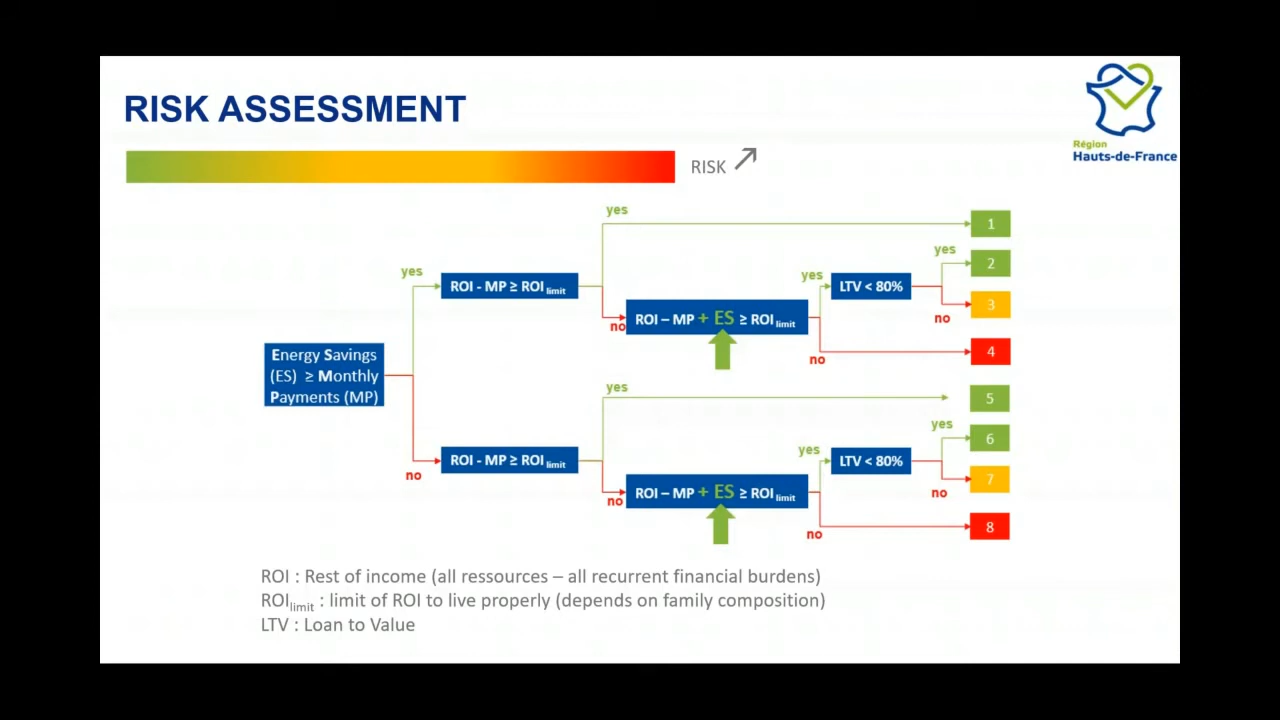 RISK ASSESSMENT
Région
Hauts-de-France
RISK
yes
1
yes
2
yes
ROI - MP ≥ ROI limit
yes
LTV < 80%
3
no
ROI – MP + ES ≥ ROI limit
no
4
no
Energy Savings
(ES) ≥ Monthly
Payments (MP)
yes
5
yes
6
no
ROI - MP ≥ ROI limit
yes
LTV < 80%
7
no
ROI – MP + ES ≥ ROI limit
no
8
no
ROI : Rest of income (all ressources – all recurrent financial burdens)
ROIlimit : limit of ROI to live properly (depends on family composition)
LTV : Loan to Value